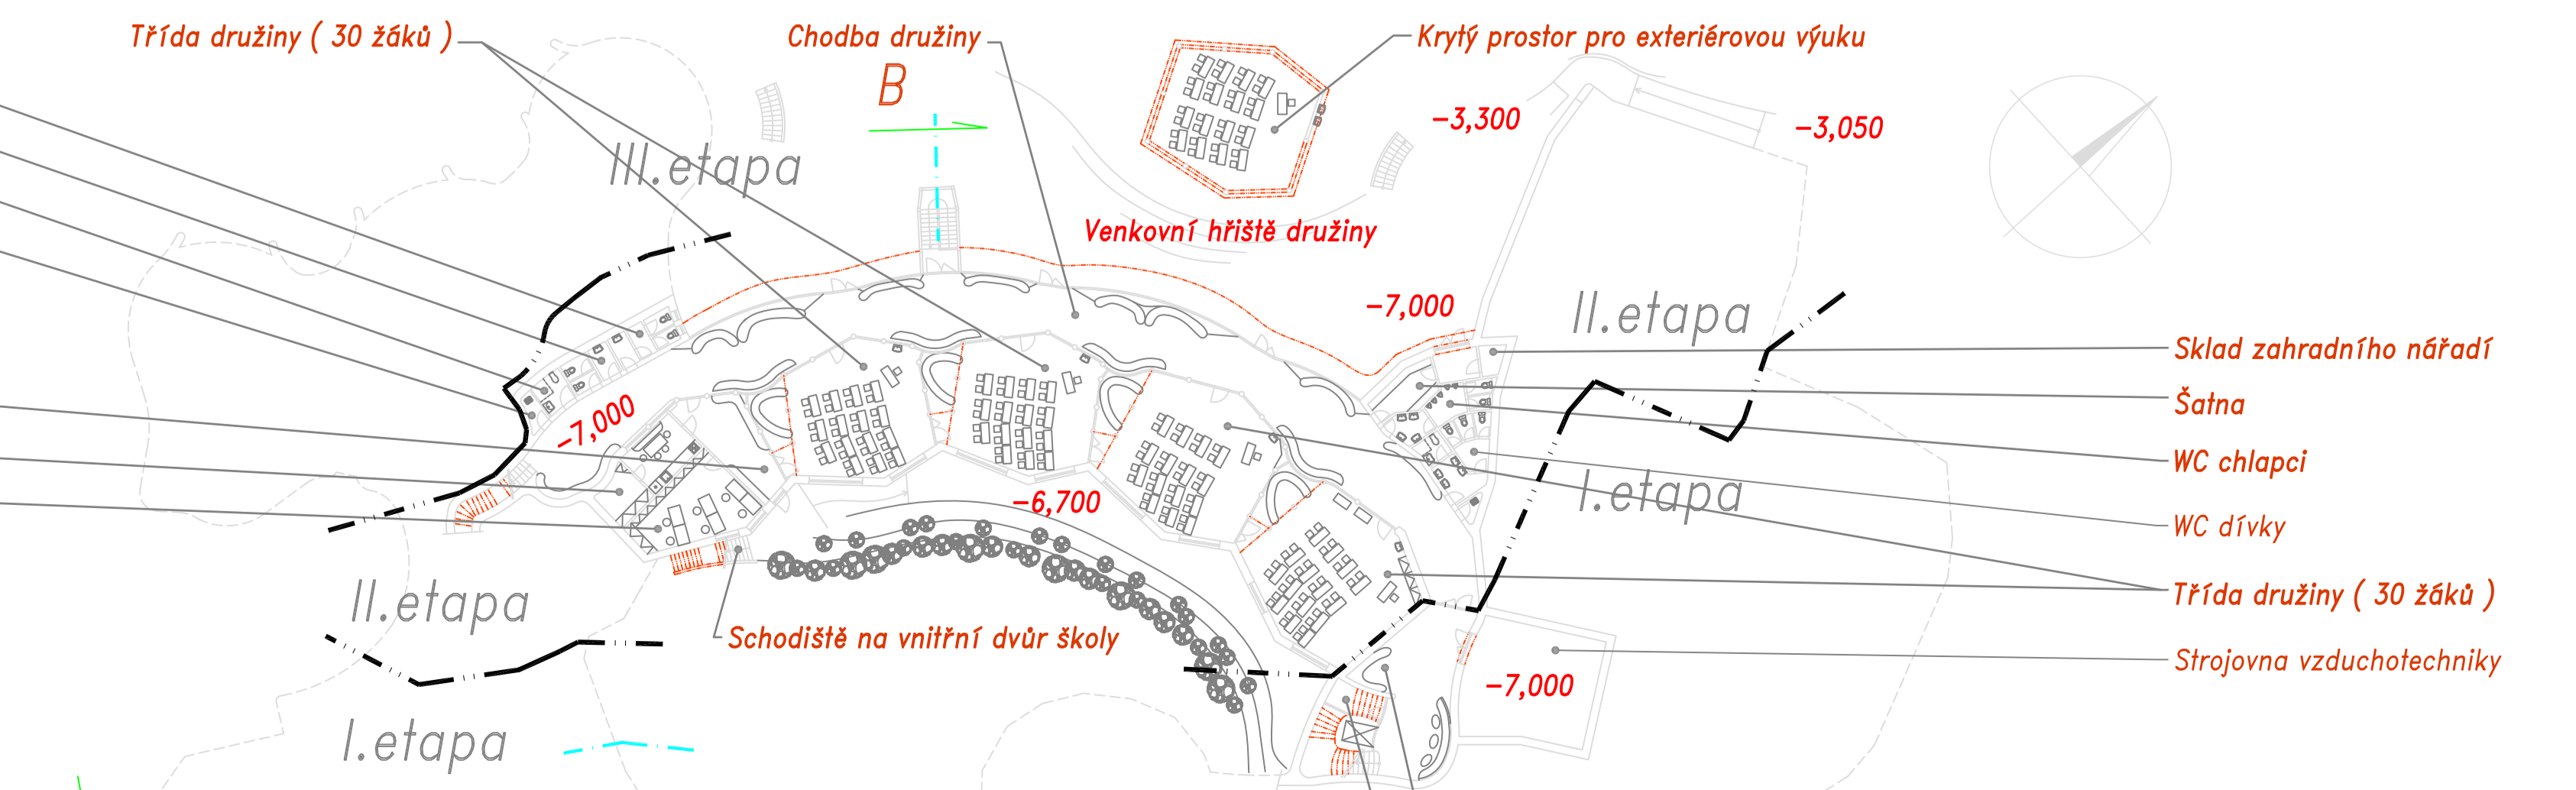 Třída družiny ( 30 žáků )
Chodba družiny
Krytý prostor pro exteriérovou výuku
B
-3,300
-3,050
III.etapa
Venkovní hřiště družiny
-7,000
II.etapa
Sklad zahradního nářadí
Šatna
-7,000
WC chlapci
I.etapa
-6,700
WC dívky
II.etapa
Třída družiny ( 30 žáků )
Schodiště na vnitřní dvůr školy
Strojovna vzduchotechniky
-7,000
I.etapa